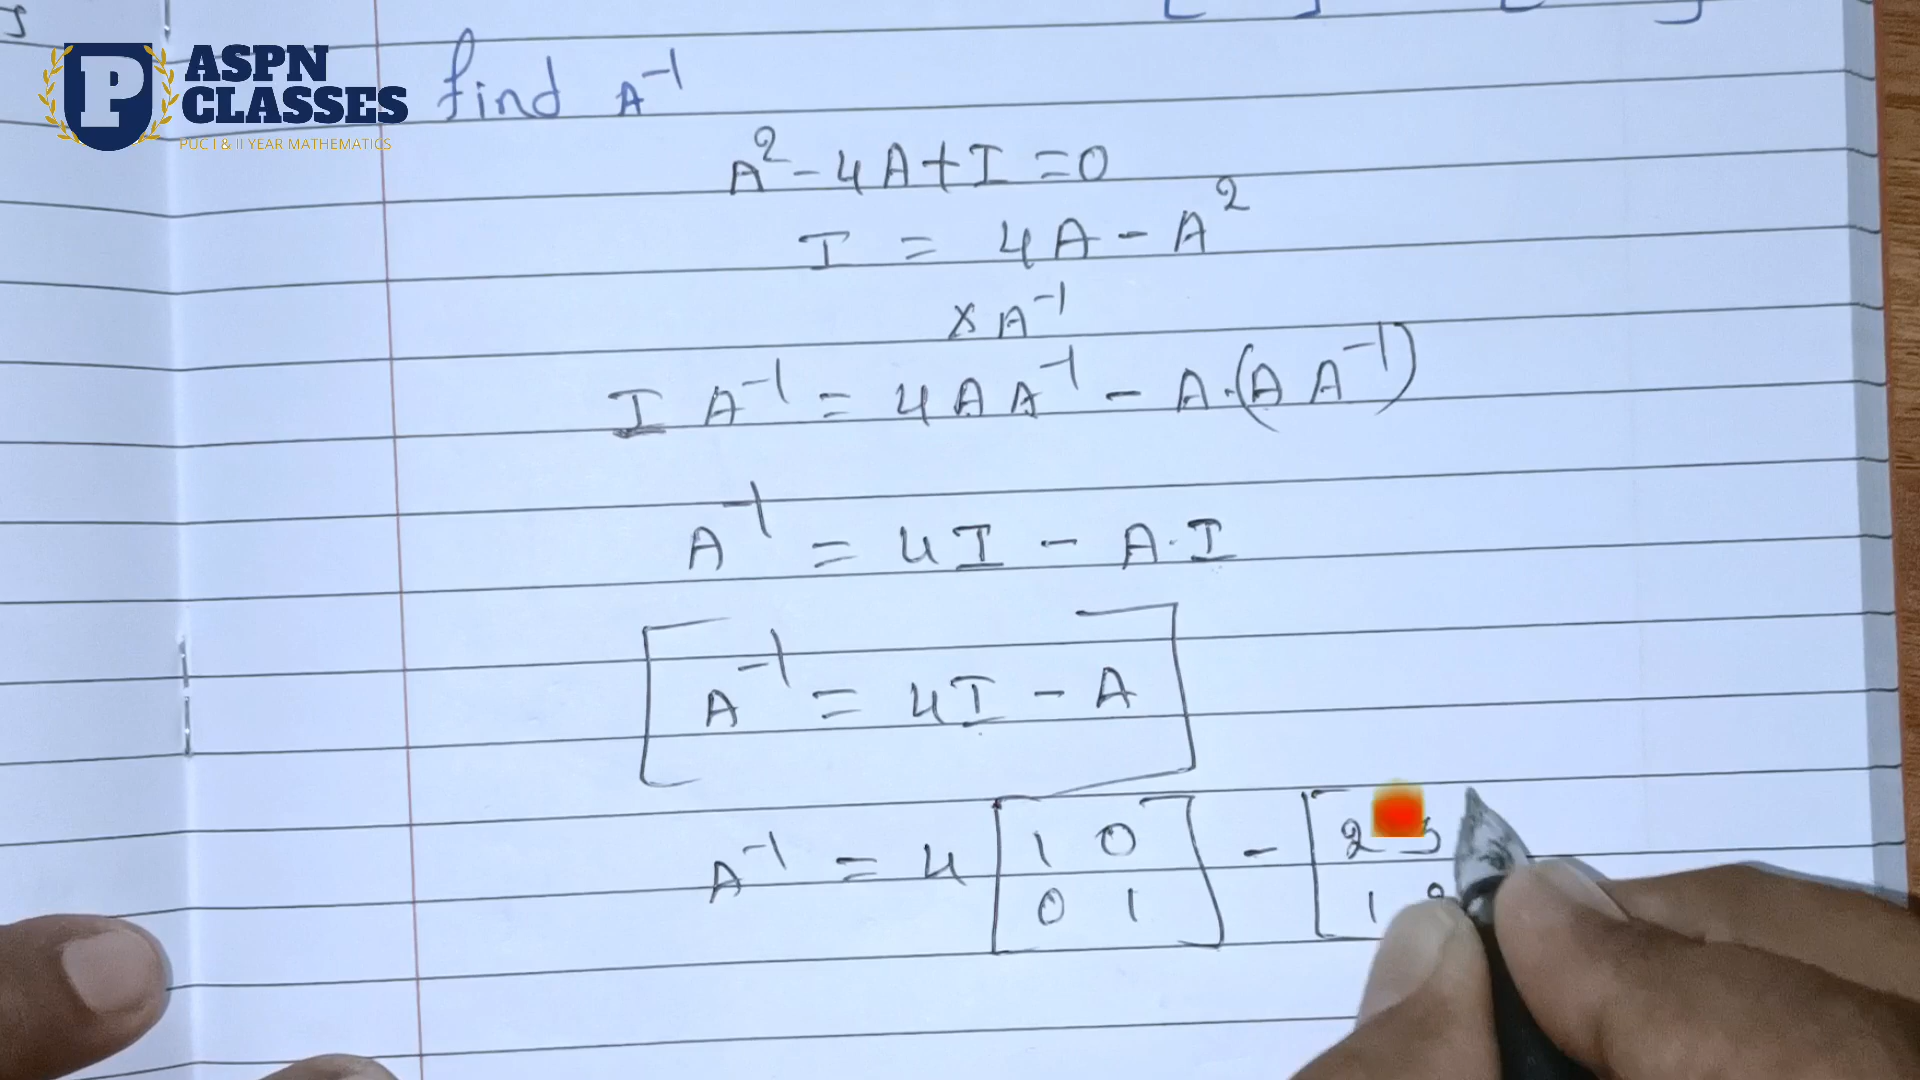 P ASPN
CLASSES
PUC I & II YEAR MATHEMATICS
find A⁻¹
A² - 4A + I = 0
I = 4A - A²
× A⁻¹
I A⁻¹ = 4 A A⁻¹ - A.(A A⁻¹)
A⁻¹ = 4I - A.I
A⁻¹ = 4I - A
A⁻¹ = 4 [1 0 - [2 3
0 1] 1